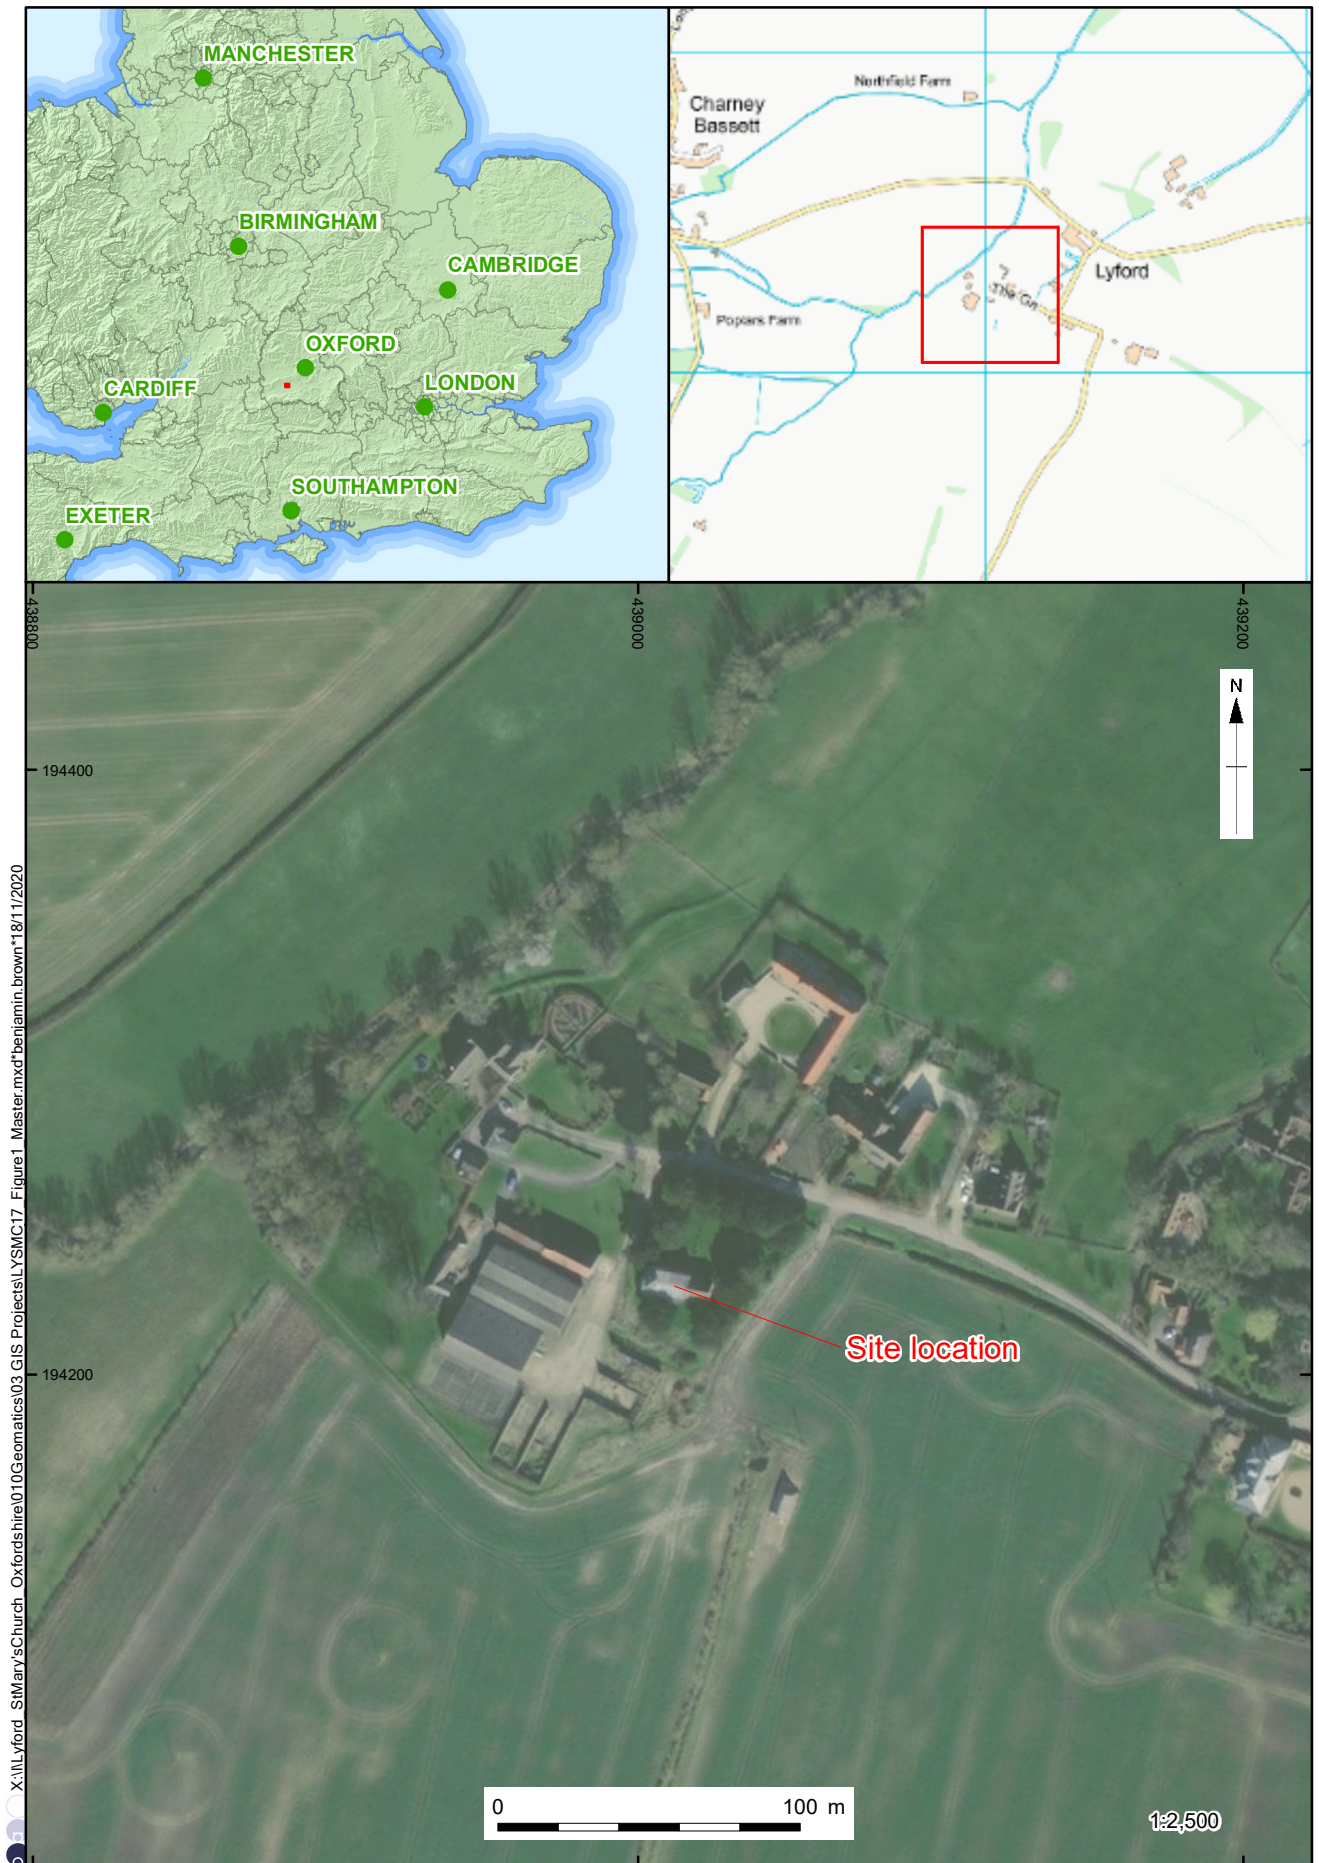 MANCHESTER
BIRMINGHAM
CAMBRIDGE
OXFORD
CARDIFF
LONDON
SOUTHAMPTON
EXETER
Northfield Farm
Charney
Bassett
Lyford
Poplars Farm
438800
439000
439200
N
194400
194200
Site location
0 100 m
1:2,500
X:\l\Lyford_StMary'sChurch_Oxfordshire\010Geomatics\03 GIS Projects\LYSMC17_Figure1_Master.mxd*benjamin.brown*18/11/2020